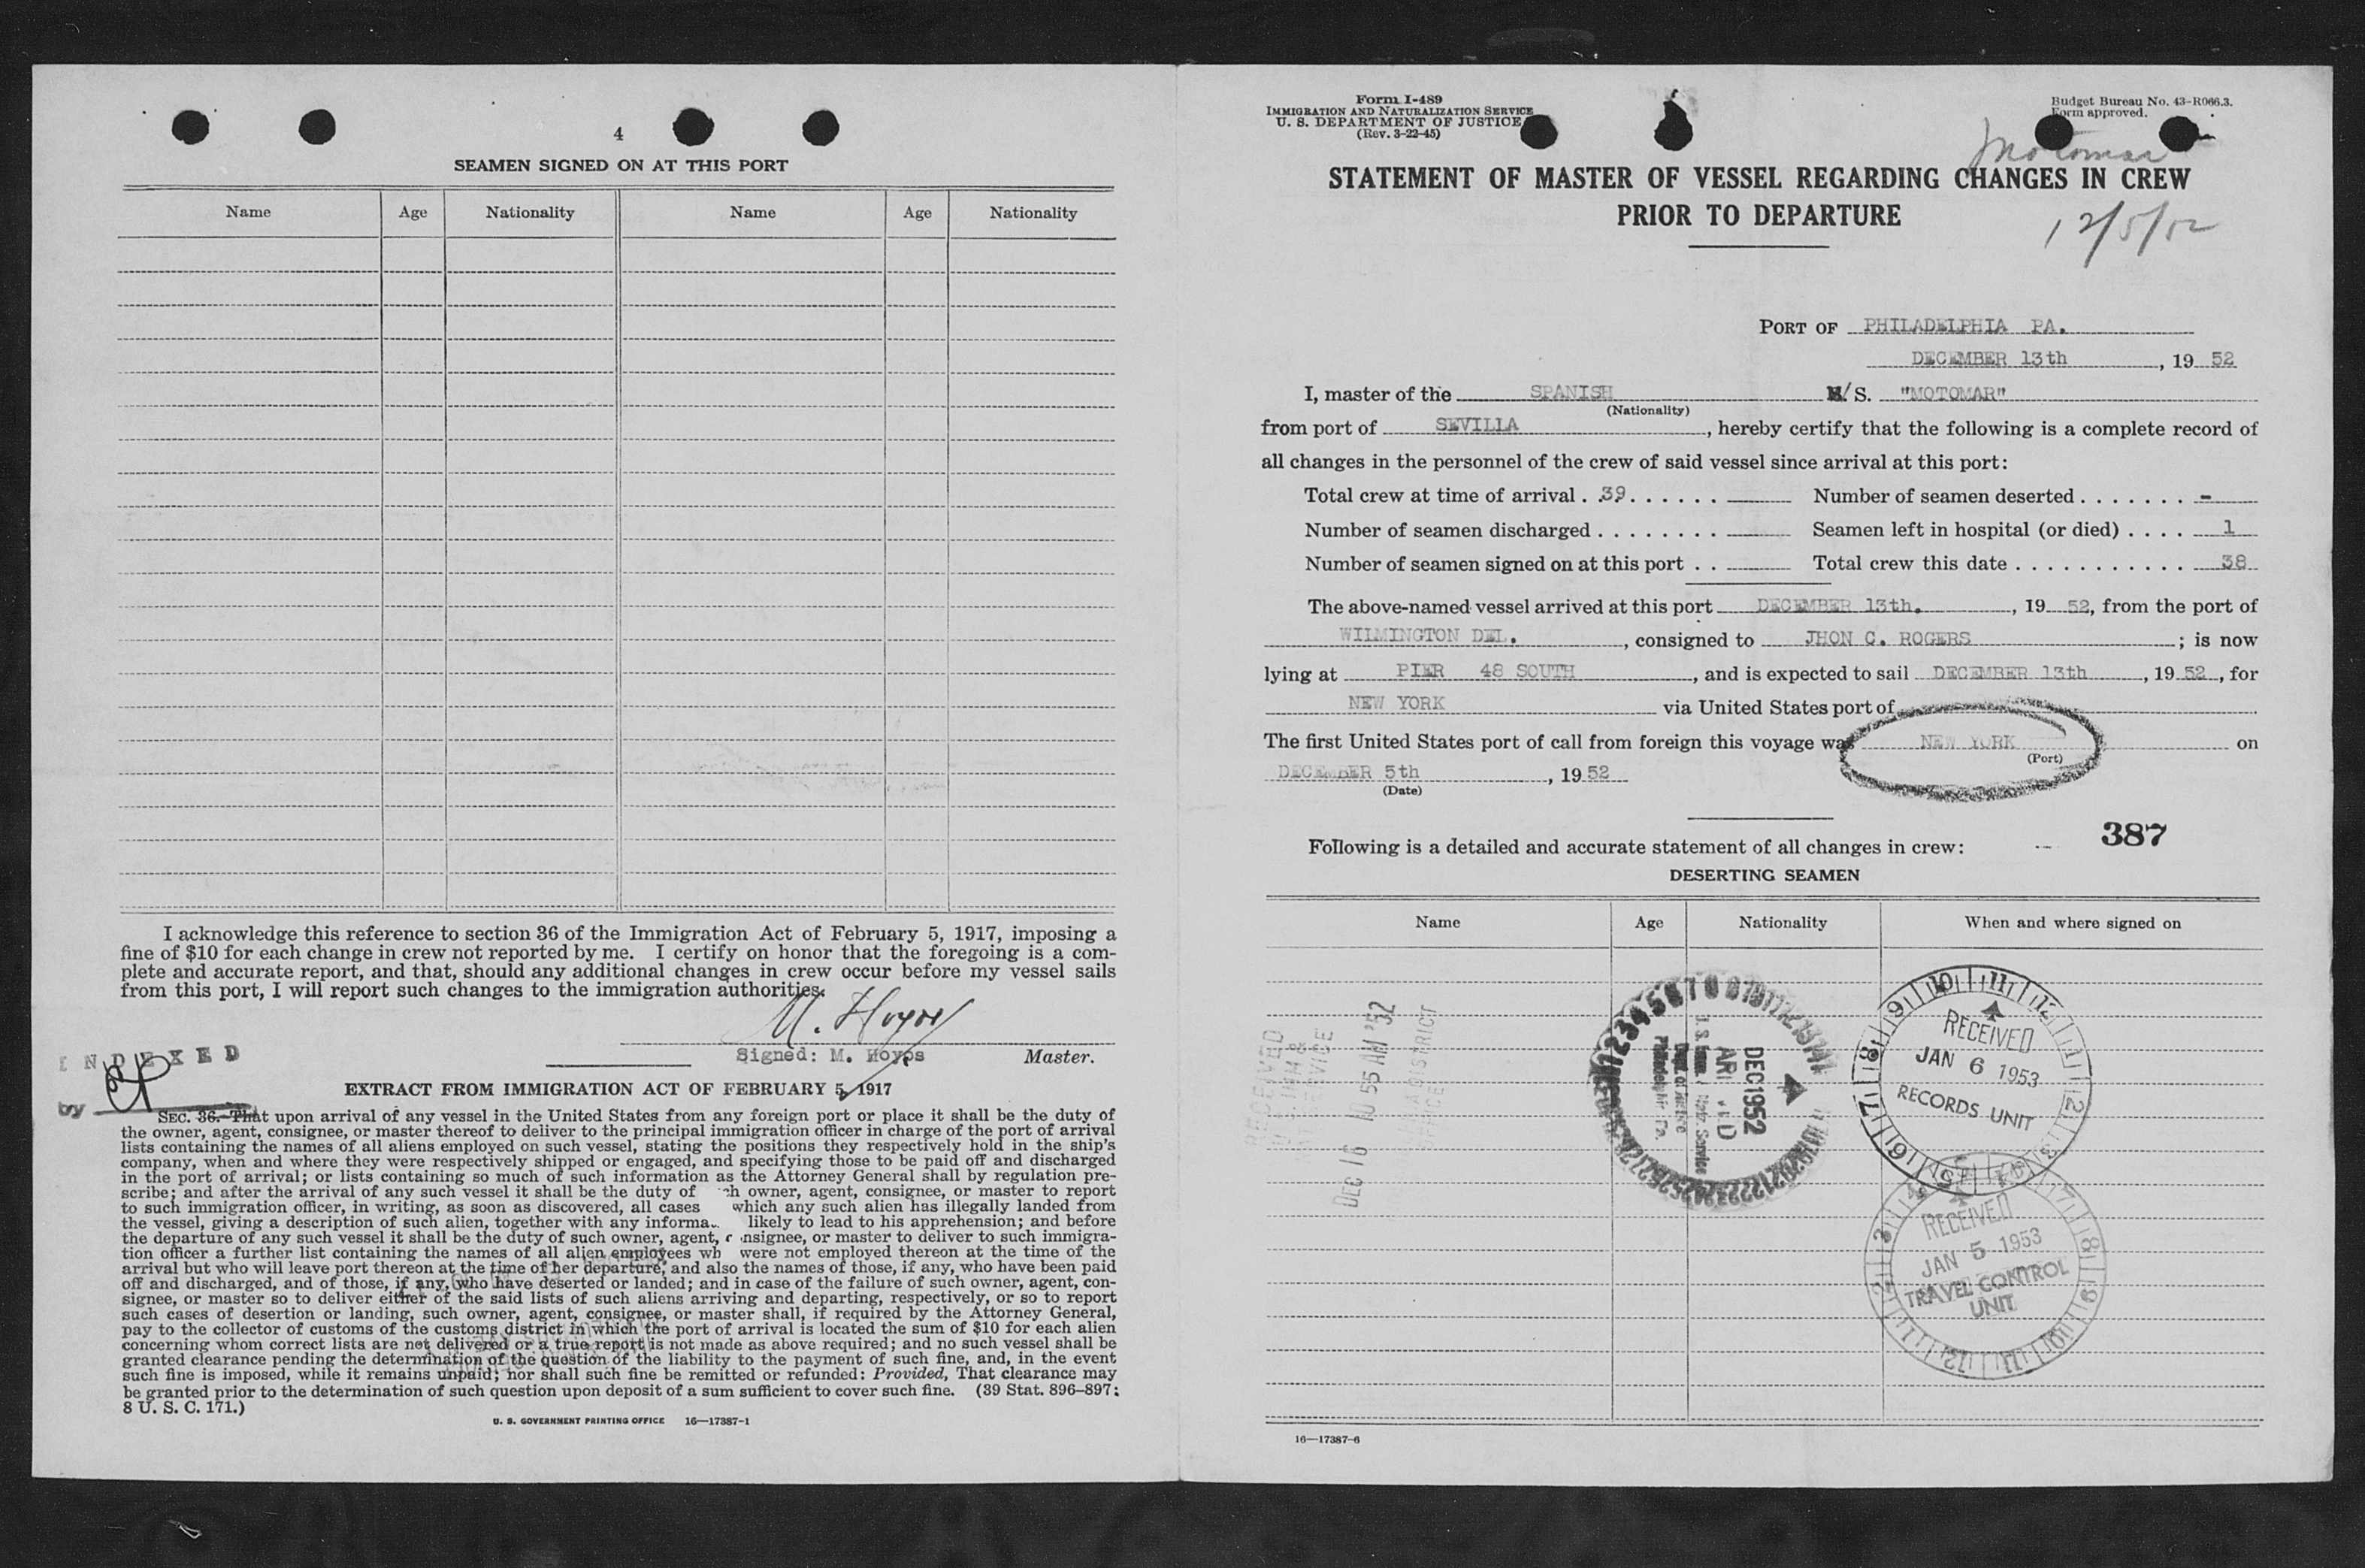 4
SEAMEN SIGNED ON AT THIS PORT
Name Age Nationality Name Age Nationality
I acknowledge this reference to section 36 of the Immigration Act of February 5, 1917, imposing a
fine of $10 for each change in crew not reported by me. I certify on honor that the foregoing is a com-
plete and accurate report, and that, should any additional changes in crew occur before my vessel sails
from this port, I will report such changes to the immigration authorities.
M. Hoyos
Signed: M. Hoyos Master.
INDEXED
by
EXTRACT FROM IMMIGRATION ACT OF FEBRUARY 5, 1917
SEC. 36. That upon arrival of any vessel in the United States from any foreign port or place it shall be the duty of
the owner, agent, consignee, or master thereof to deliver to the principal immigration officer in charge of the port of arrival
lists containing the names of all aliens employed on such vessel, stating the positions they respectively hold in the ship's
company, when and where they were respectively shipped or engaged, and specifying those to be paid off and discharged
in the port of arrival; or lists containing so much of such information as the Attorney General shall by regulation pre-
scribe; and after the arrival of any such vessel it shall be the duty of owner, agent, consignee, or master to report
to such immigration officer, in writing, as soon as discovered, all cases which any such alien has illegally landed from
the vessel, giving a description of such alien, together with any informa likely to lead to his apprehension; and before
the departure of any such vessel it shall be the duty of such owner, agent, nsignee, or master to deliver to such immigra-
tion officer a further list containing the names of all alien employees wh were not employed thereon at the time of the
arrival but who will leave port thereon at the time of her departure, and also the names of those, if any, who have been paid
off and discharged, and of those, if any, who have deserted or landed; and in case of the failure of such owner, agent, con-
signee, or master so to deliver either of the said lists of such aliens arriving and departing, respectively, or so to report
such cases of desertion or landing, such owner, agent, consignee, or master shall, if required by the Attorney General,
pay to the collector of customs of the customs district in which the port of arrival is located the sum of $10 for each alien
concerning whom correct lists are not delivered or a true report is not made as above required; and no such vessel shall be
granted clearance pending the determination of the question of the liability to the payment of such fine, and, in the event
such fine is imposed, while it remains unpaid; nor shall such fine be remitted or refunded: Provided, That clearance may
be granted prior to the determination of such question upon deposit of a sum sufficient to cover such fine. (39 Stat. 896-897;
8 U. S. C. 171.)
U. S. GOVERNMENT PRINTING OFFICE 16—17387-1
Form I-489
IMMIGRATION AND NATURALIZATION SERVICE
U. S. DEPARTMENT OF JUSTICE
(Rev. 3-22-45)
Budget Bureau No. 43-R066.3.
Form approved.
Motomar
STATEMENT OF MASTER OF VESSEL REGARDING CHANGES IN CREW
PRIOR TO DEPARTURE
12/5/52
PORT OF PHILADELPHIA PA.
DECEMBER 13th, 19 52
I, master of the SPANISH M/S. "MOTOMAR"
(Nationality)
from port of SEVILLA, hereby certify that the following is a complete record of
all changes in the personnel of the crew of said vessel since arrival at this port:
Total crew at time of arrival . 39 . . . . . . Number of seamen deserted . . . . . . . -
Number of seamen discharged . . . . . . . . Seamen left in hospital (or died) . . . . 1
Number of seamen signed on at this port . . Total crew this date . . . . . . . . . . . 38
The above-named vessel arrived at this port DECEMBER 13th., 19 52, from the port of
WILMINGTON DEL., consigned to JHON C. ROGERS; is now
lying at PIER 48 SOUTH, and is expected to sail DECEMBER 13th, 19 52, for
NEW YORK via United States port of
The first United States port of call from foreign this voyage was NEW YORK on
(Port)
DECEMBER 5th, 19 52
(Date)
387
Following is a detailed and accurate statement of all changes in crew:
DESERTING SEAMEN
Name Age Nationality When and where signed on
RECEIVED
SERVICE
DEC 16 10 55 AM '52
DISTRICT
DEC 1952
U. S. Imm. & Natz. Service
Dept. of Justice
Philadelphia, Pa.
RECEIVED
JAN 6 1953
RECORDS UNIT
RECEIVED
JAN 5 1953
TRAVEL CONTROL
UNIT
16—17387-6